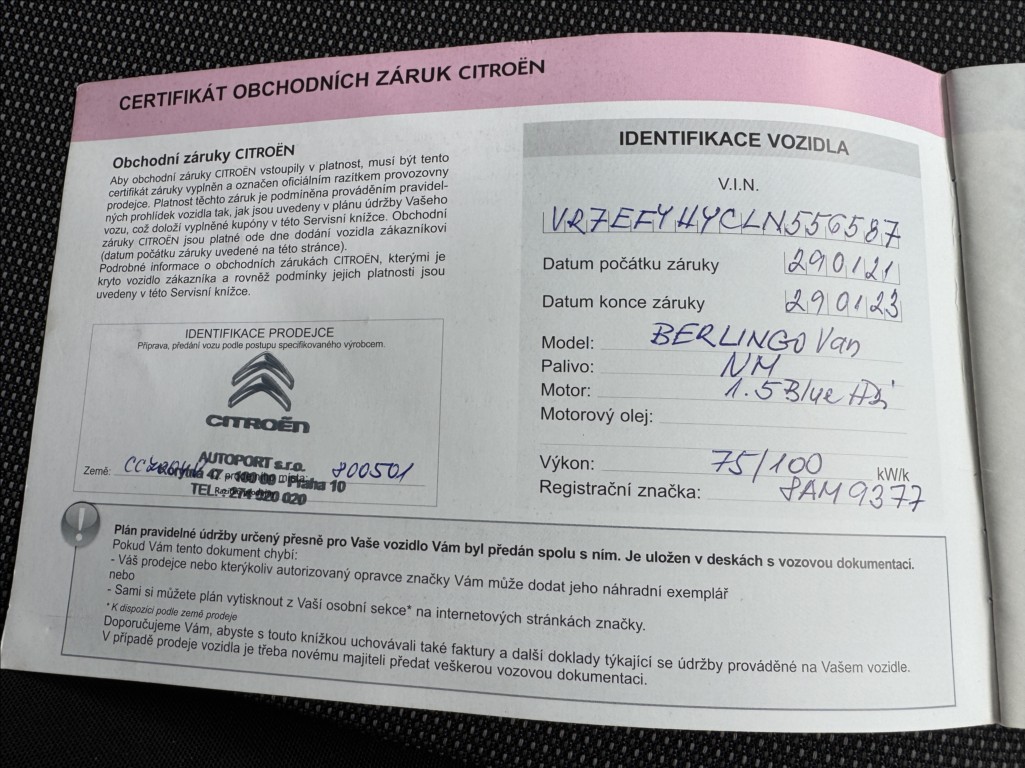 CERTIFIKÁT OBCHODNÍCH ZÁRUK CITROËN
Obchodní záruky CITROËN
Aby obchodní záruky CITROËN vstoupily v platnost, musí být tento
certifikát záruky vyplněn a označen oficiálním razítkem provozovny
prodejce. Platnost těchto záruk je podmíněna prováděním pravidel-
ných prohlídek vozidla tak, jak jsou uvedeny v plánu údržby Vašeho
vozu, což doloží vyplněné kupóny v této Servisní knížce. Obchodní
záruky CITROËN jsou platné ode dne dodání vozidla zákazníkovi
(datum počátku záruky uvedené na této stránce).
Podrobné informace o obchodních zárukách CITROËN, kterými je
kryto vozidlo zákazníka a rovněž podmínky jejich platnosti jsou
uvedeny v této Servisní knížce.
IDENTIFIKACE PRODEJCE
Příprava, předání vozu podle postupu specifikovaného výrobcem.
CITROËN
AUTOPORT s.r.o.
Země: 47 Praha 10 800501
TEL
IDENTIFIKACE VOZIDLA
V.I.N.
VR7EFYHYCLN556587
Datum počátku záruky 290121
Datum konce záruky 290123
Model: BERLINGO Van
Palivo: NM
Motor: 1.5 Blue HDi
Motorový olej:
Výkon: 75/100 kW/k
Registrační značka: 8AM 9377
Plán pravidelné údržby určený přesně pro Vaše vozidlo Vám byl předán spolu s ním. Je uložen v deskách s vozovou dokumentaci.
Pokud Vám tento dokument chybí:
- Váš prodejce nebo kterýkoliv autorizovaný opravce značky Vám může dodat jeho náhradní exemplář
nebo
- Sami si můžete plán vytisknout z Vaší osobní sekce* na internetových stránkách značky.
* K dispozici podle země prodeje
Doporučujeme Vám, abyste s touto knížkou uchovávali také faktury a další doklady týkající se údržby prováděné na Vašem vozidle.
V případě prodeje vozidla je třeba novému majiteli předat veškerou vozovou dokumentaci.